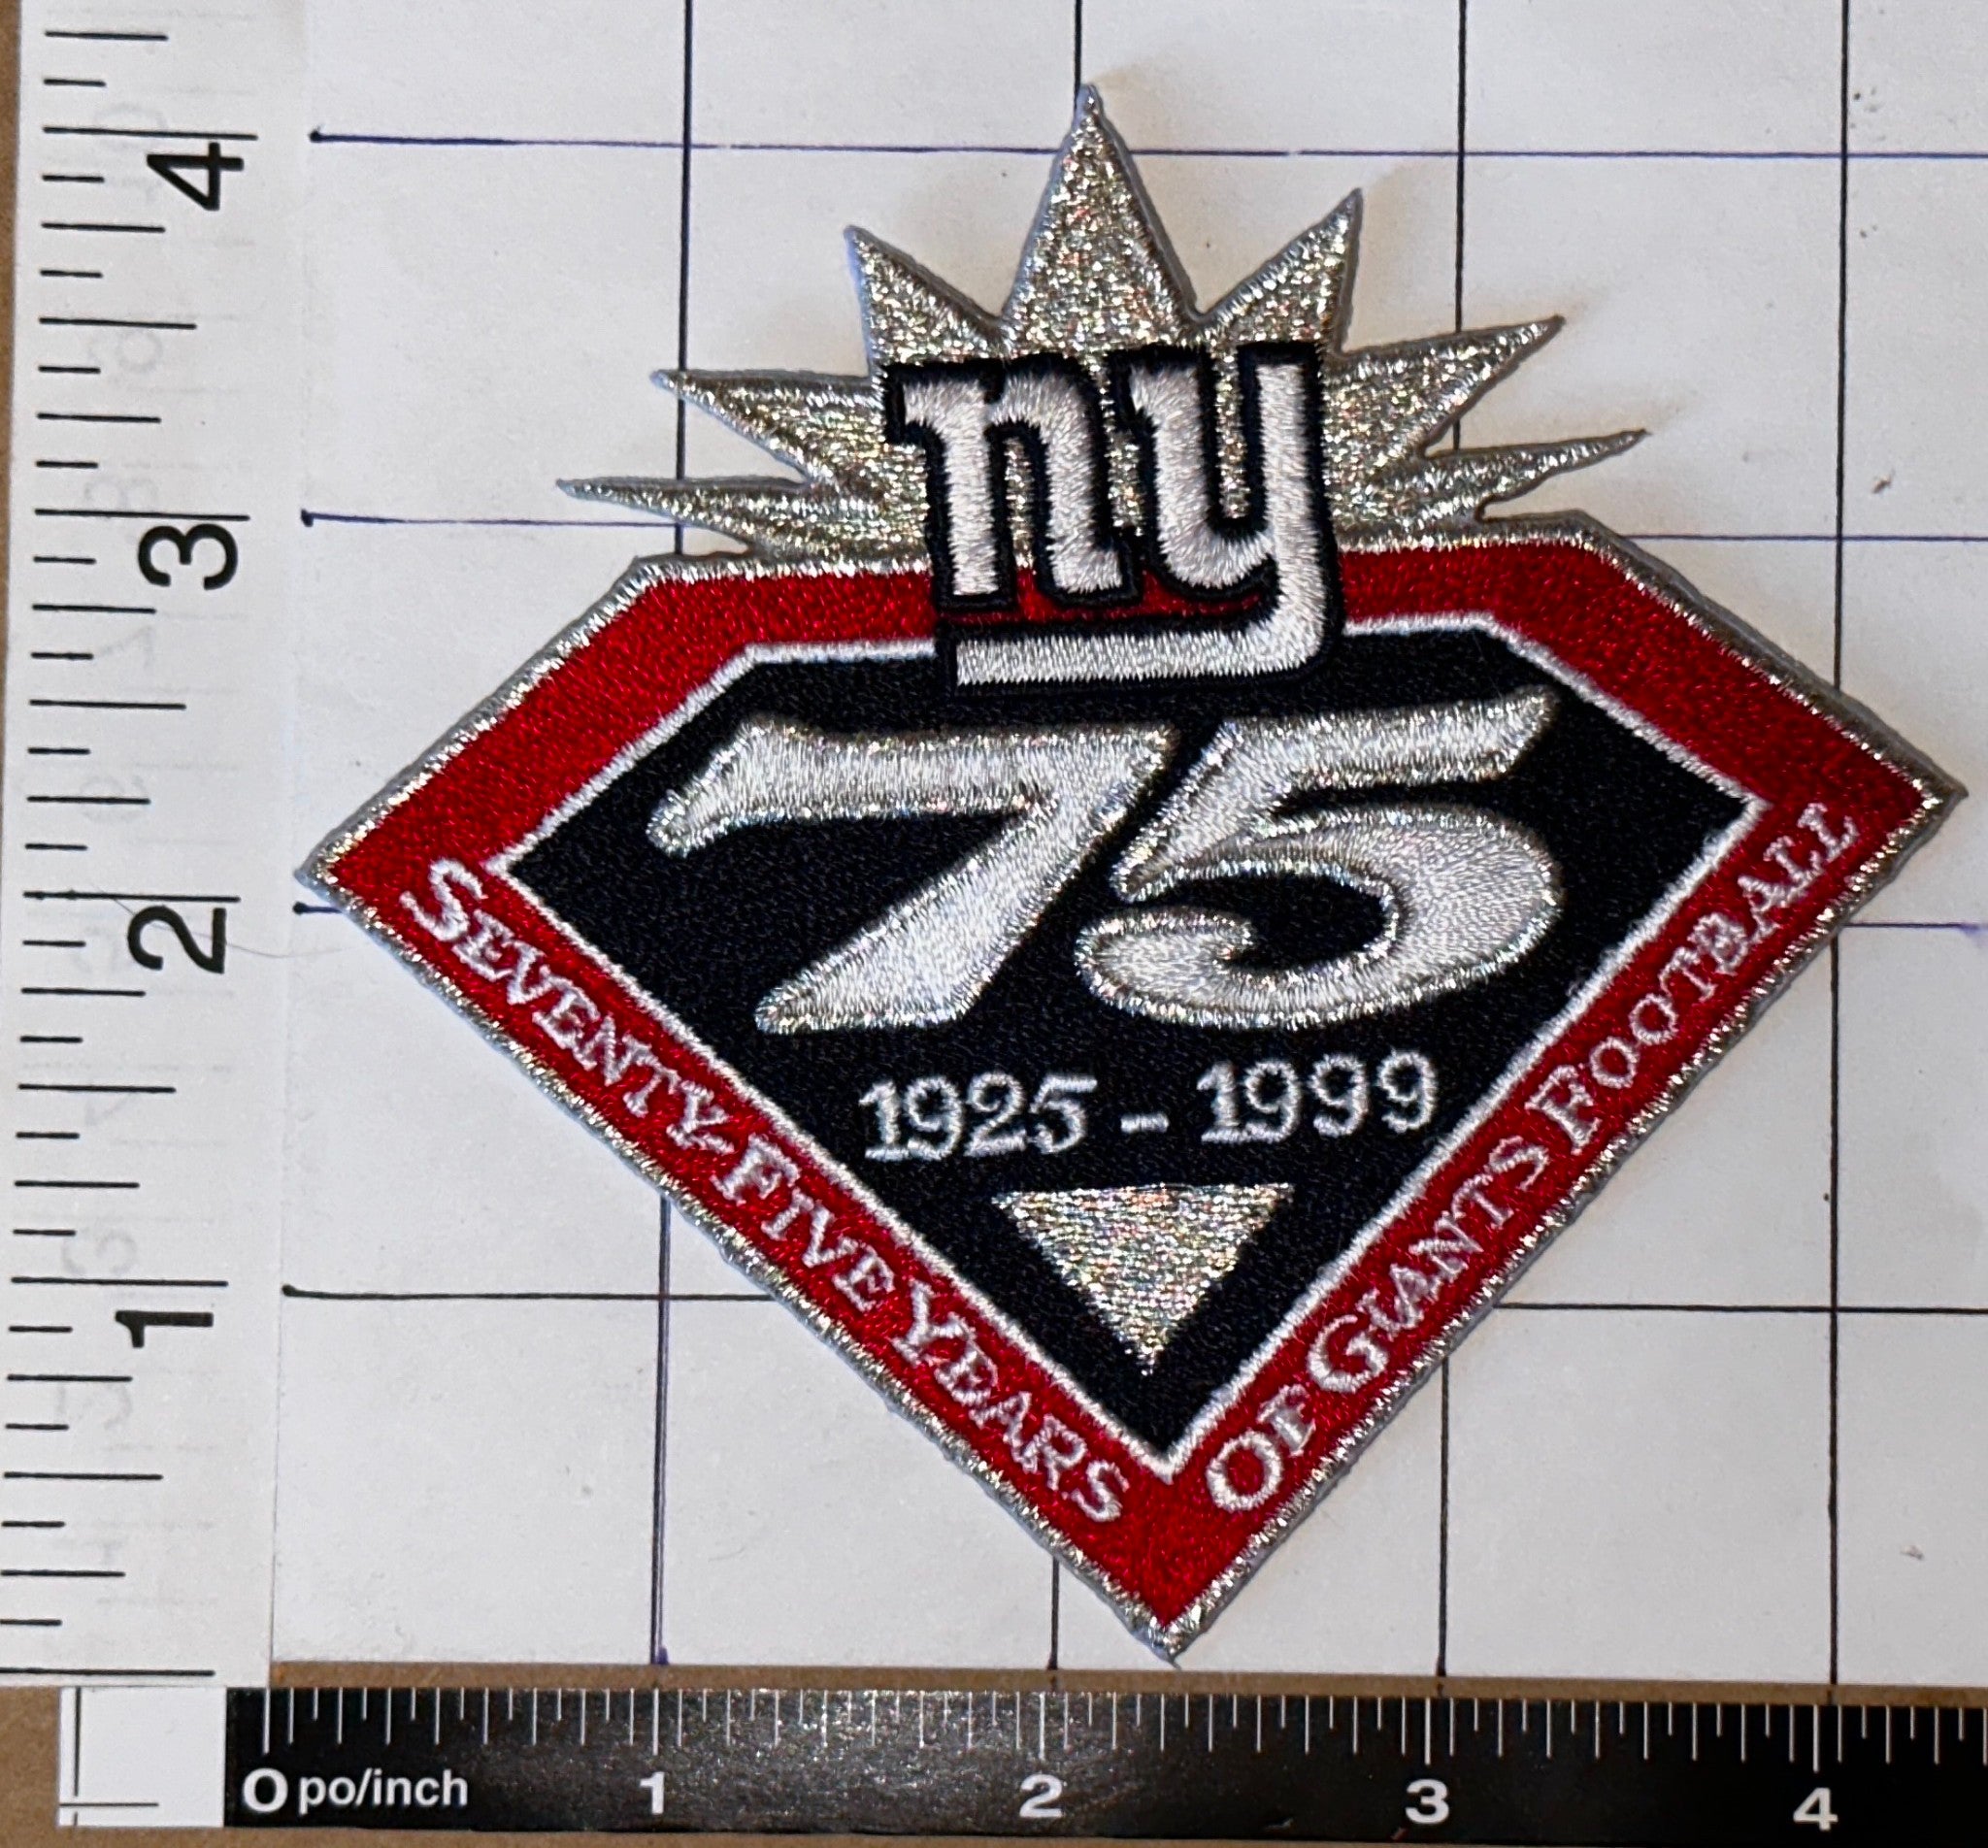 ny
75
1925 - 1999
SEVENTY-FIVE YEARS
OF GIANTS FOOTBALL
4
3
2
1
0 po/inch 1 2 3 4